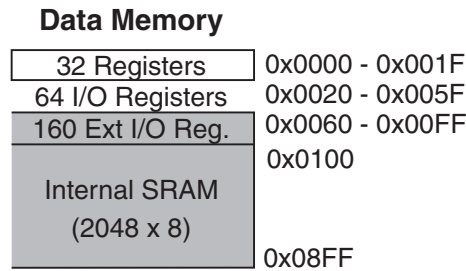 Data Memory
32 Registers 0x0000 - 0x001F
64 I/O Registers 0x0020 - 0x005F
160 Ext I/O Reg. 0x0060 - 0x00FF
0x0100
Internal SRAM
(2048 x 8)
0x08FF